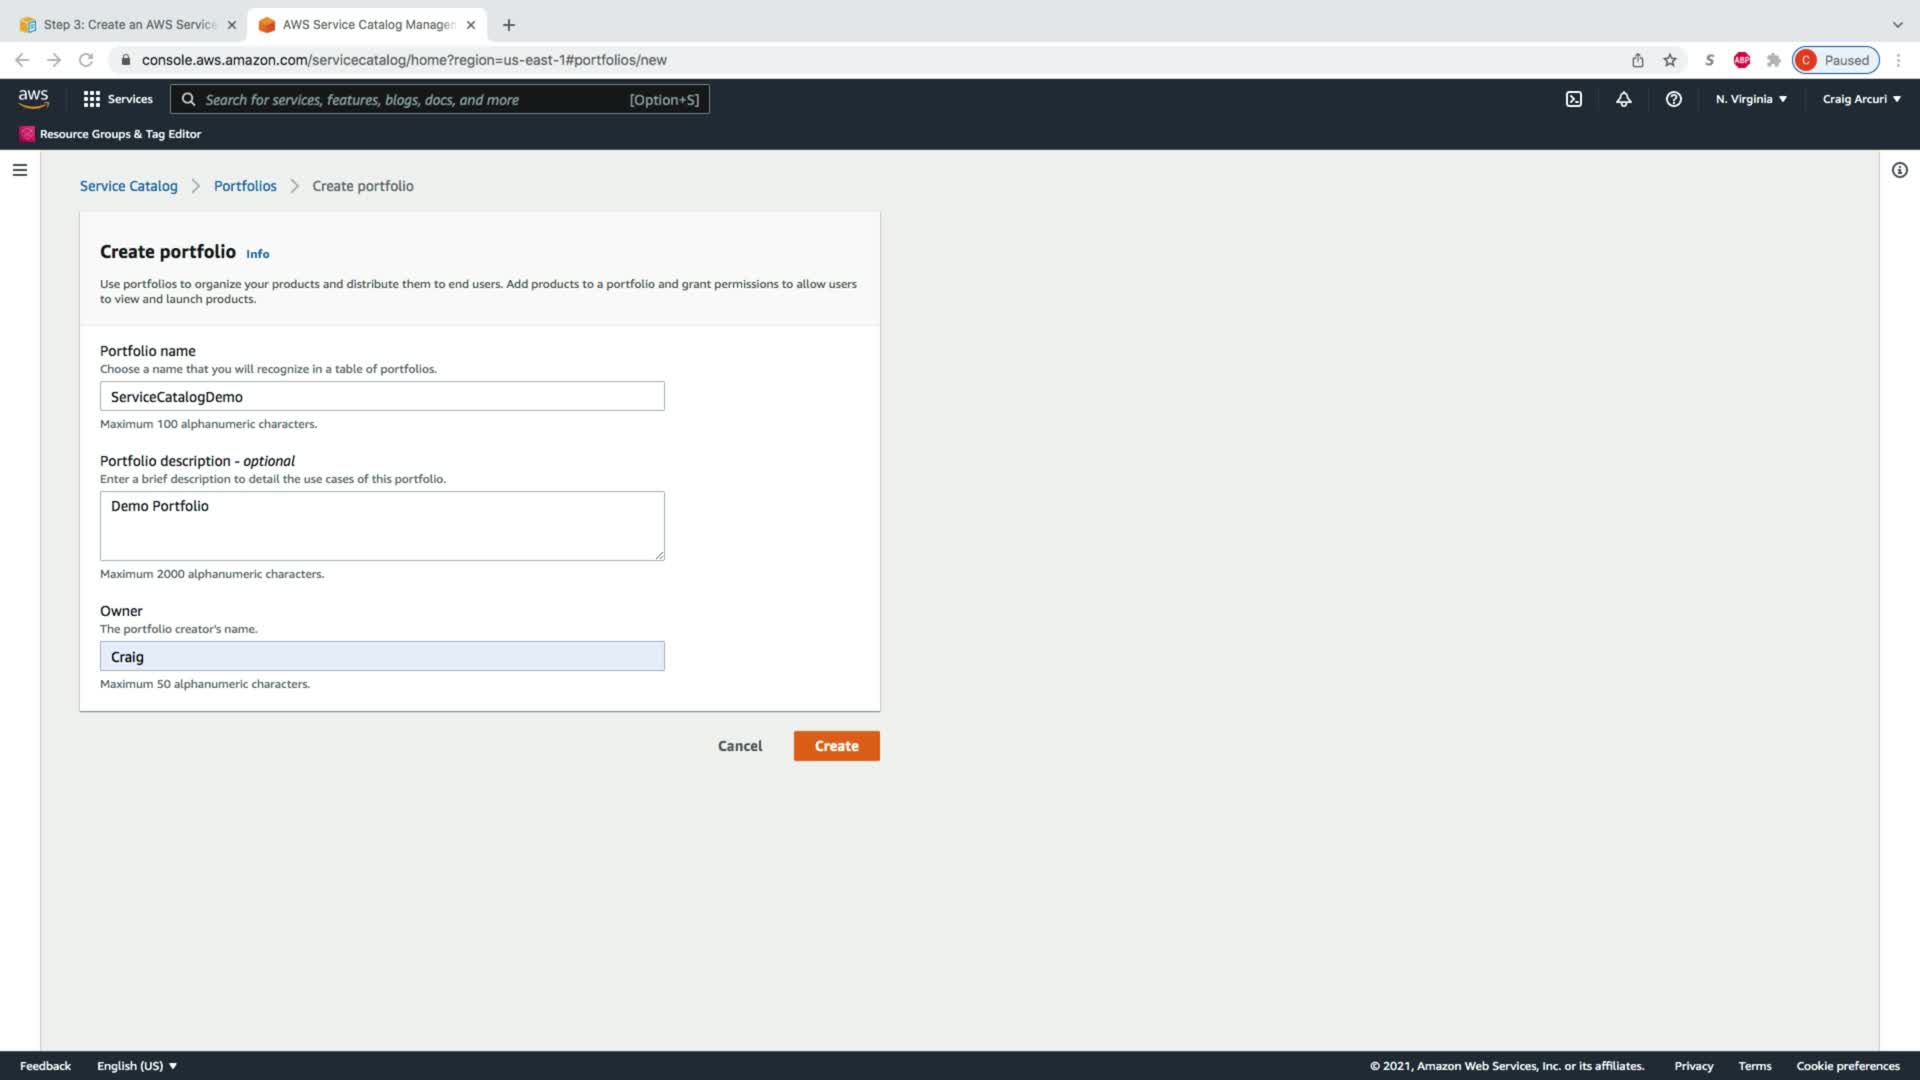 Step 3: Create an AWS Service
AWS Service Catalog Managem
console.aws.amazon.com/servicecatalog/home?region=us-east-1#portfolios/new
S
ABP
C Paused
aws
Services
Search for services, features, blogs, docs, and more [Option+S]
N. Virginia
Craig Arcuri
Resource Groups & Tag Editor
Service Catalog > Portfolios > Create portfolio
Create portfolio Info
Use portfolios to organize your products and distribute them to end users. Add products to a portfolio and grant permissions to allow users
to view and launch products.
Portfolio name
Choose a name that you will recognize in a table of portfolios.
ServiceCatalogDemo
Maximum 100 alphanumeric characters.
Portfolio description - optional
Enter a brief description to detail the use cases of this portfolio.
Demo Portfolio
Maximum 2000 alphanumeric characters.
Owner
The portfolio creator's name.
Craig
Maximum 50 alphanumeric characters.
Cancel
Create
Feedback
English (US)
© 2021, Amazon Web Services, Inc. or its affiliates.
Privacy
Terms
Cookie preferences